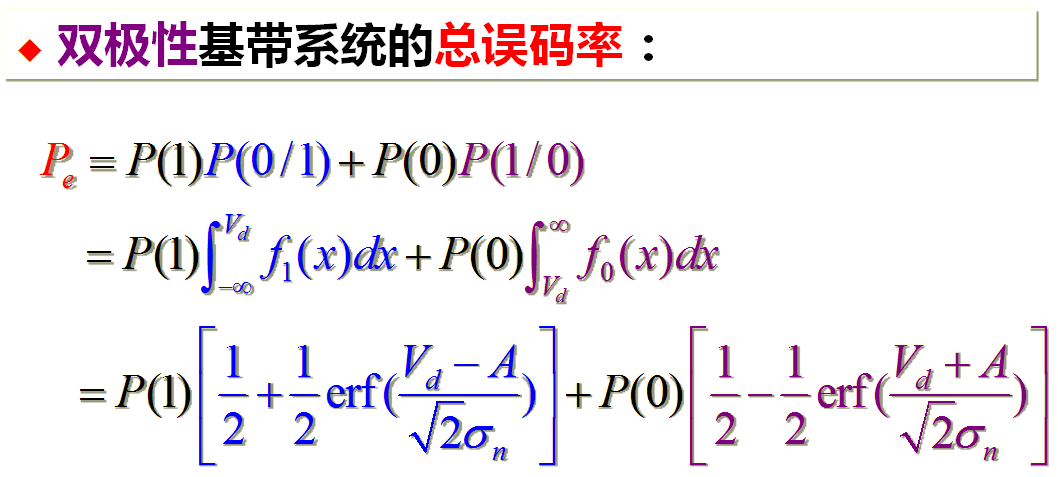 ◆ 双极性基带系统的总误码率：
P_e ≡ P(1)P(0/1) + P(0)P(1/0)
= P(1)∫_{-∞}^{V_d} f_1(x)dx + P(0)∫_{V_d}^{∞} f_0(x)dx
= P(1)[1/2 + 1/2 erf((V_d − A)/(√2σ_n))] + P(0)[1/2 − 1/2 erf((V_d + A)/(√2σ_n))]